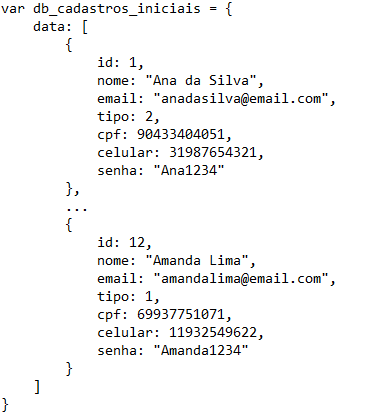 var db_cadastros_iniciais = {
data: [
{
id: 1,
nome: "Ana da Silva",
email: "anadasilva@email.com",
tipo: 2,
cpf: 90433404051,
celular: 31987654321,
senha: "Ana1234"
},
...
{
id: 12,
nome: "Amanda Lima",
email: "amandalima@email.com",
tipo: 1,
cpf: 69937751071,
celular: 11932549622,
senha: "Amanda1234"
}
]
}